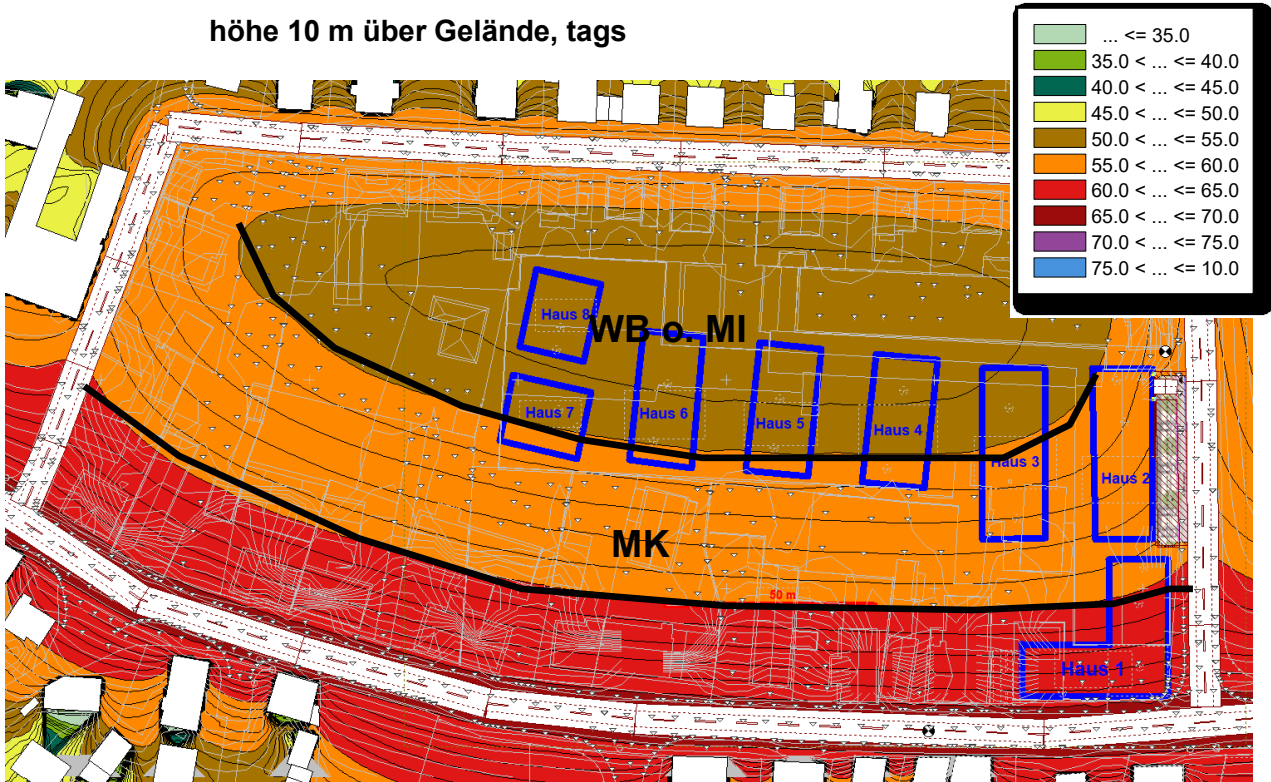 höhe 10 m über Gelände, tags
... <= 35.0
35.0 < ... <= 40.0
40.0 < ... <= 45.0
45.0 < ... <= 50.0
50.0 < ... <= 55.0
55.0 < ... <= 60.0
60.0 < ... <= 65.0
65.0 < ... <= 70.0
70.0 < ... <= 75.0
75.0 < ... <= 10.0
Haus 8
WB o. MI
Haus 7
Haus 6
Haus 5
Haus 4
Haus 3
Haus 2
MK
50 m
Haus 1